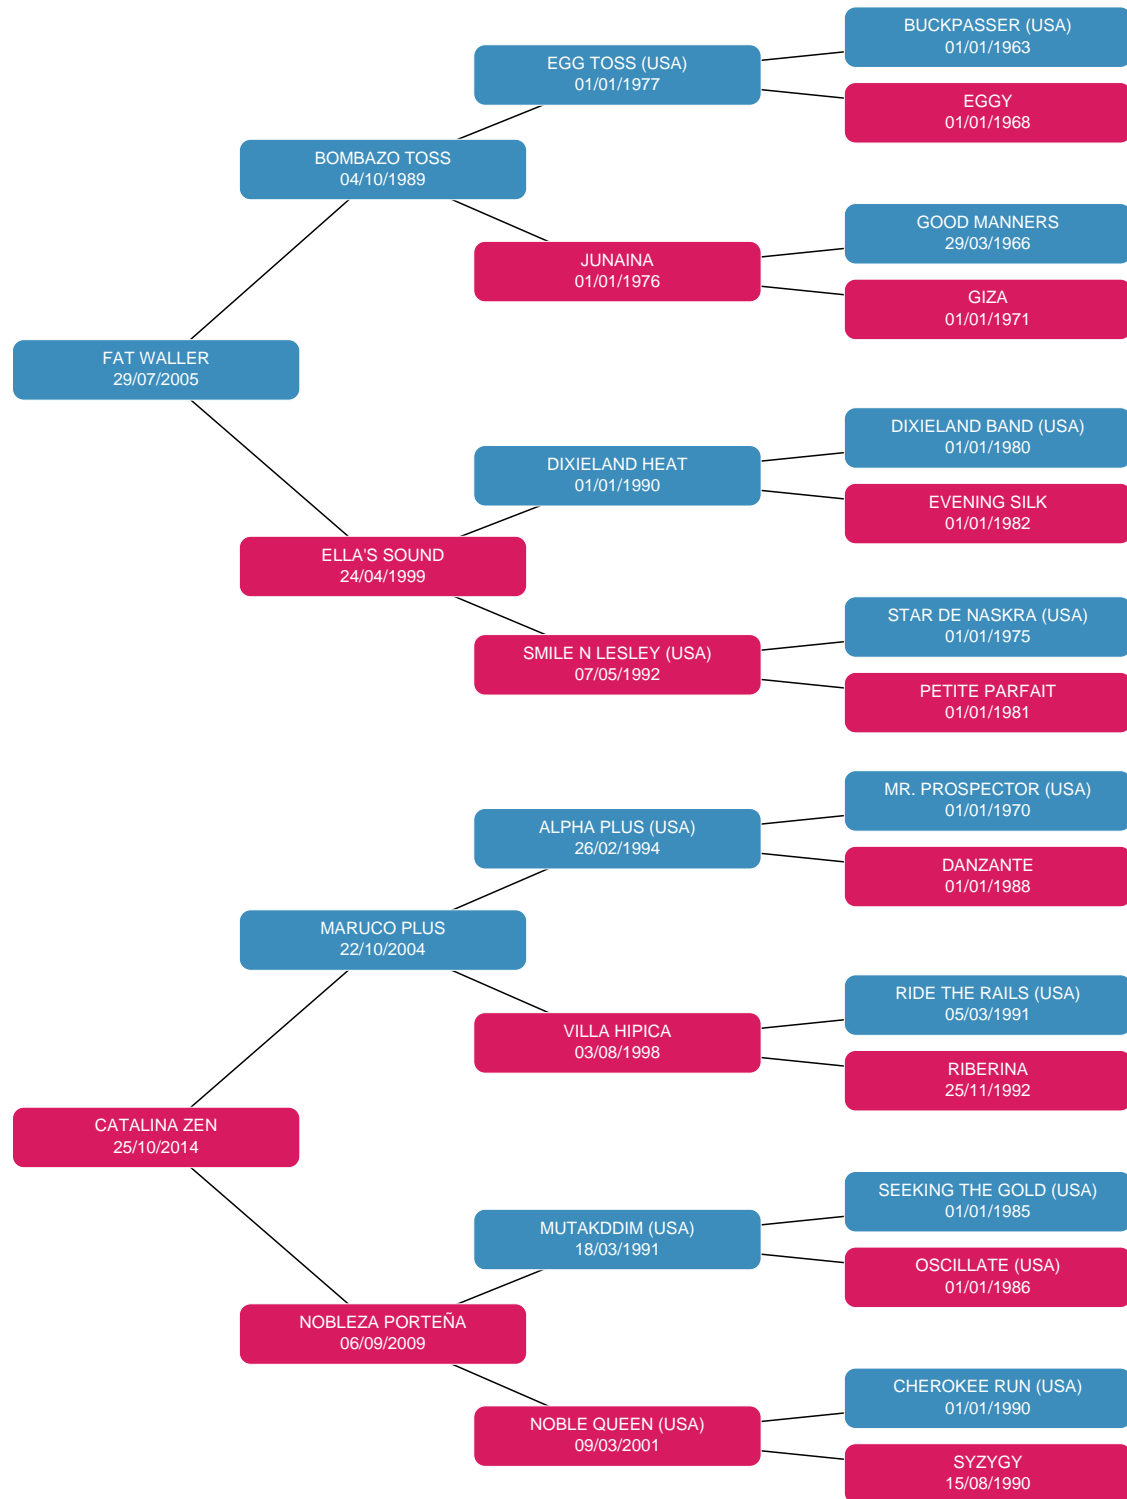 BUCKPASSER (USA)
01/01/1963
EGG TOSS (USA)
01/01/1977
EGGY
01/01/1968
BOMBAZO TOSS
04/10/1989
GOOD MANNERS
29/03/1966
JUNAINA
01/01/1976
GIZA
01/01/1971
FAT WALLER
29/07/2005
DIXIELAND BAND (USA)
01/01/1980
DIXIELAND HEAT
01/01/1990
EVENING SILK
01/01/1982
ELLA'S SOUND
24/04/1999
STAR DE NASKRA (USA)
01/01/1975
SMILE N LESLEY (USA)
07/05/1992
PETITE PARFAIT
01/01/1981
MR. PROSPECTOR (USA)
01/01/1970
ALPHA PLUS (USA)
26/02/1994
DANZANTE
01/01/1988
MARUCO PLUS
22/10/2004
RIDE THE RAILS (USA)
05/03/1991
VILLA HIPICA
03/08/1998
RIBERINA
25/11/1992
CATALINA ZEN
25/10/2014
SEEKING THE GOLD (USA)
01/01/1985
MUTAKDDIM (USA)
18/03/1991
OSCILLATE (USA)
01/01/1986
NOBLEZA PORTEÑA
06/09/2009
CHEROKEE RUN (USA)
01/01/1990
NOBLE QUEEN (USA)
09/03/2001
SYZYGY
15/08/1990